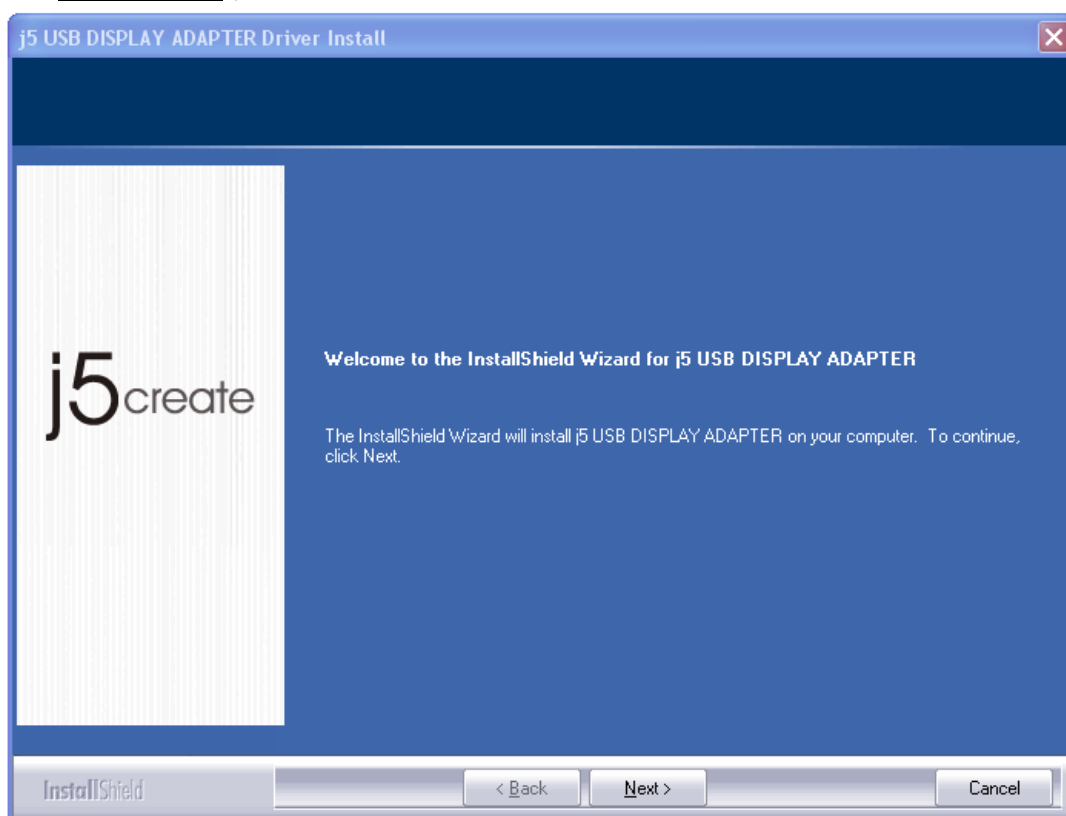 j5 USB DISPLAY ADAPTER Driver Install
j5create
Welcome to the InstallShield Wizard for j5 USB DISPLAY ADAPTER
The InstallShield Wizard will install j5 USB DISPLAY ADAPTER on your computer. To continue,
click Next.
InstallShield
< Back
Next >
Cancel